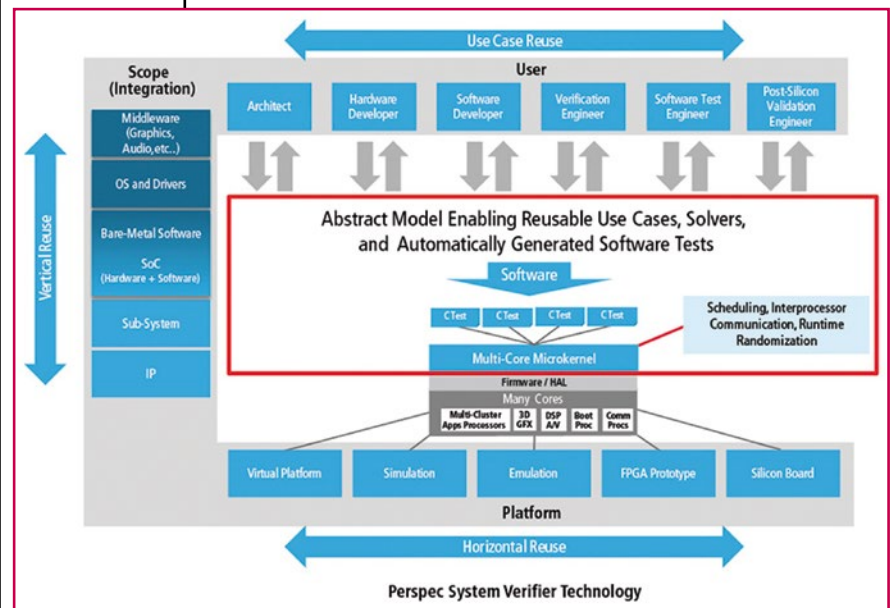 Use Case Reuse
Scope
(Integration)
User
Architect
Hardware
Developer
Software
Developer
Verification
Engineer
Software Test
Engineer
Post-Silicon
Validation
Engineer
Vertical Reuse
Middleware
(Graphics,
Audio,etc..)
OS and Drivers
Bare-Metal Software
SoC
(Hardware + Software)
Sub-System
IP
Abstract Model Enabling Reusable Use Cases, Solvers,
and Automatically Generated Software Tests
Software
CTest
CTest
CTest
CTest
Multi-Core Microkernel
Scheduling, Interprocessor
Communication, Runtime
Randomization
Firmware / HAL
Many Cores
Multi-Cluster
Apps Processors
3D
GFX
DSP
A/V
Boot
Proc
Comm
Procs
Virtual Platform
Simulation
Emulation
FPGA Prototype
Silicon Board
Platform
Horizontal Reuse
Perspec System Verifier Technology